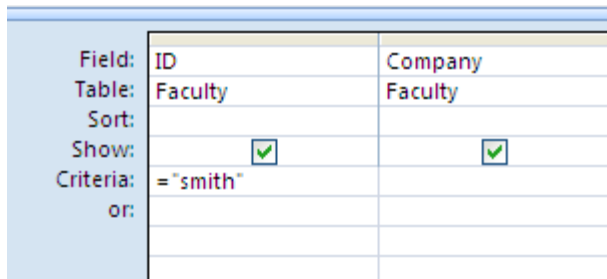 Field: ID Company
Table: Faculty Faculty
Sort:
Show:
Criteria: ="smith"
or: